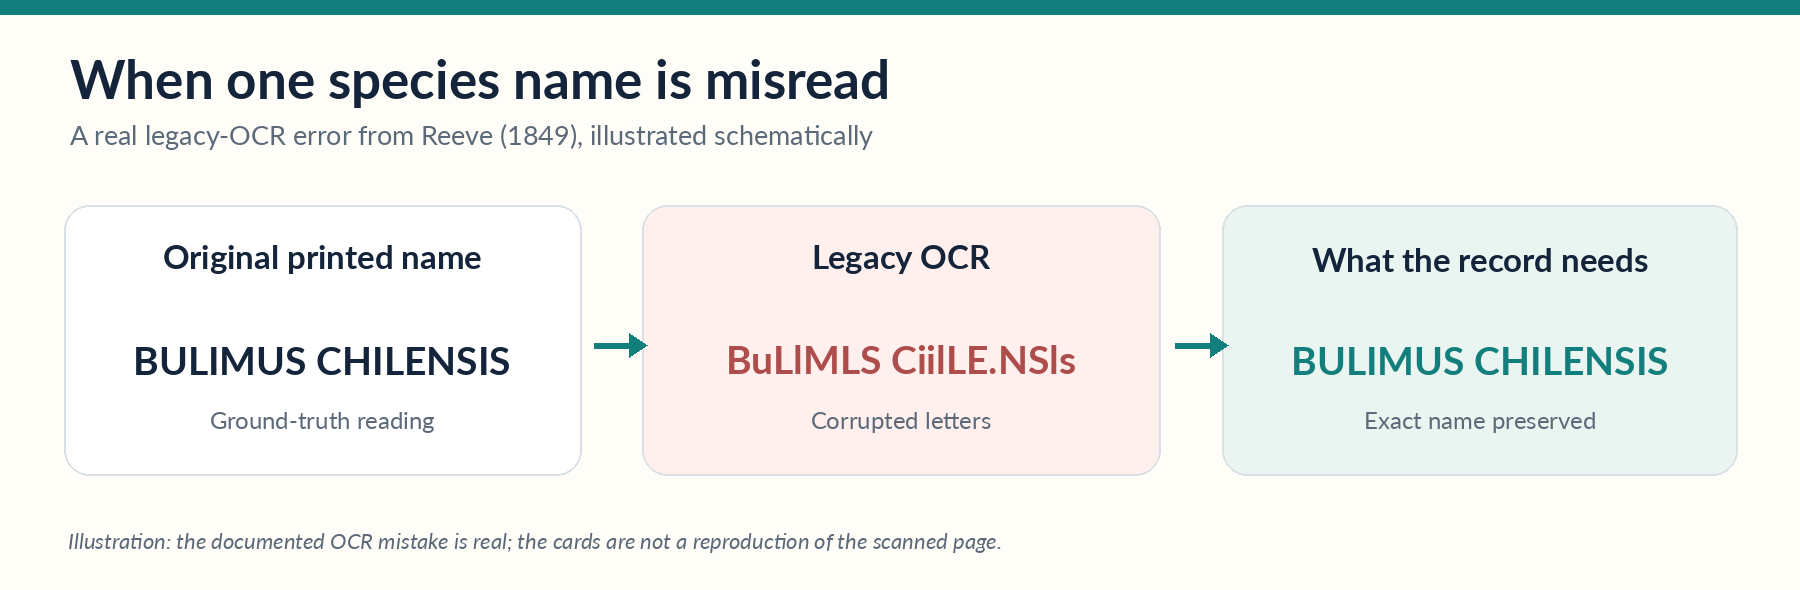 When one species name is misread
A real legacy-OCR error from Reeve (1849), illustrated schematically
Original printed name
BULIMUS CHILENSIS
Ground-truth reading
Legacy OCR
BuLlMLS CiilLE.NSls
Corrupted letters
What the record needs
BULIMUS CHILENSIS
Exact name preserved
Illustration: the documented OCR mistake is real; the cards are not a reproduction of the scanned page.